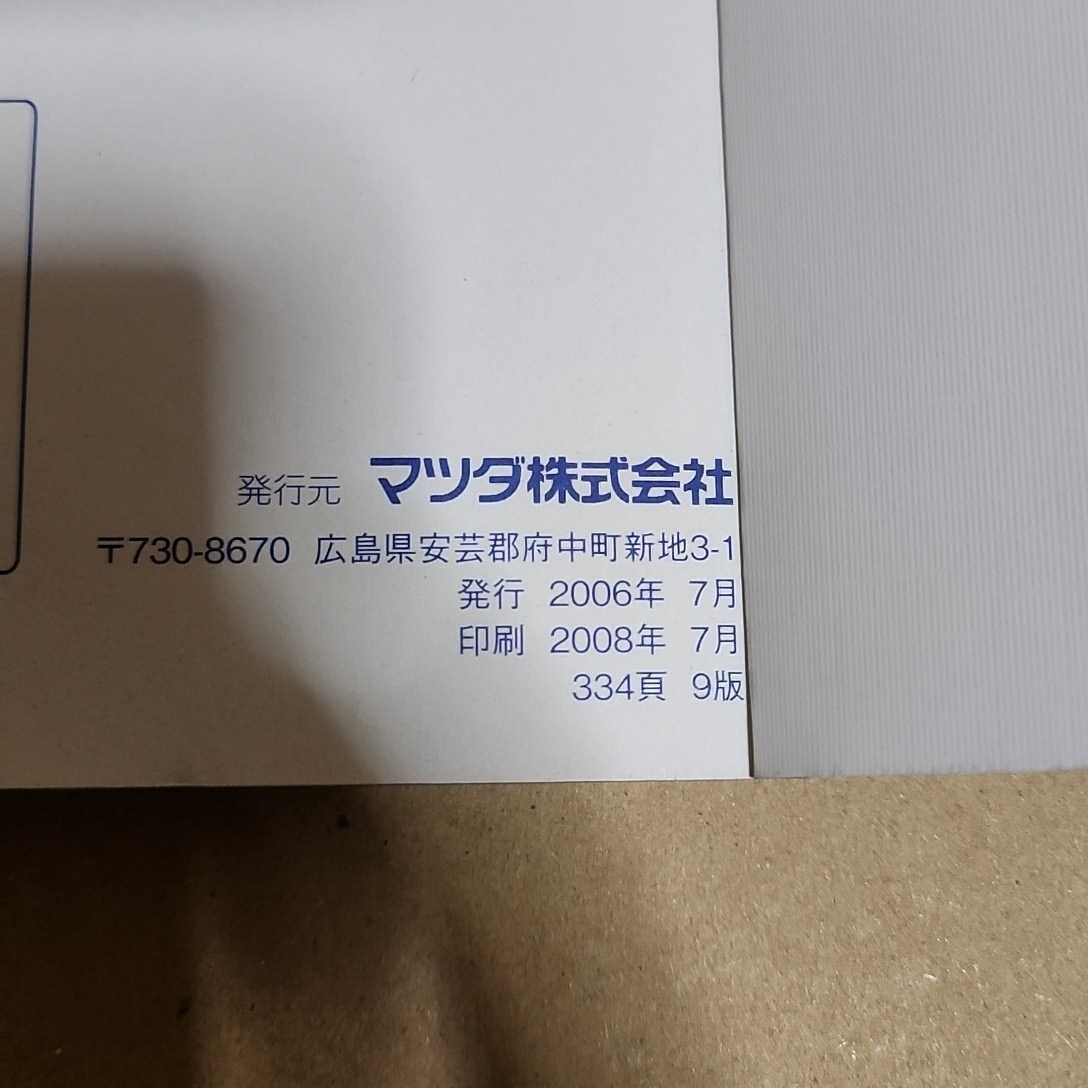 発行元 マツダ株式会社
〒730-8670 広島県安芸郡府中町新地3-1
発行 2006年 7月
印刷 2008年 7月
334頁 9版